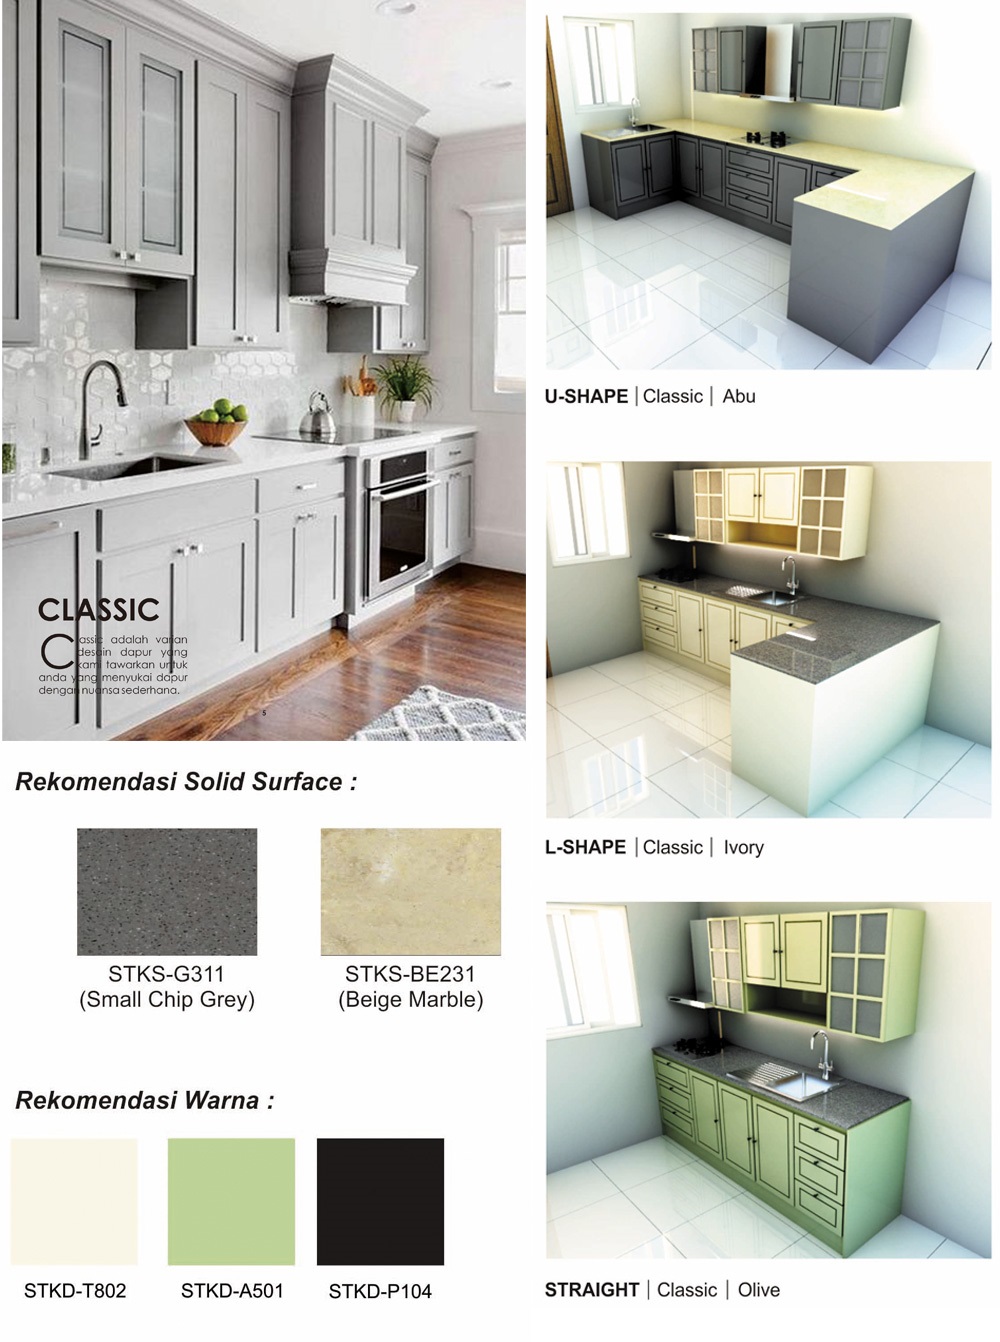 CLASSIC
Classic adalah varian
desain dapur yang
kami tawarkan untuk
anda yang menyukai dapur
dengan nuansa sederhana.
5
Rekomendasi Solid Surface :
STKS-G311
(Small Chip Grey)
STKS-BE231
(Beige Marble)
Rekomendasi Warna :
STKD-T802
STKD-A501
STKD-P104
U-SHAPE | Classic | Abu
L-SHAPE | Classic | Ivory
STRAIGHT | Classic | Olive